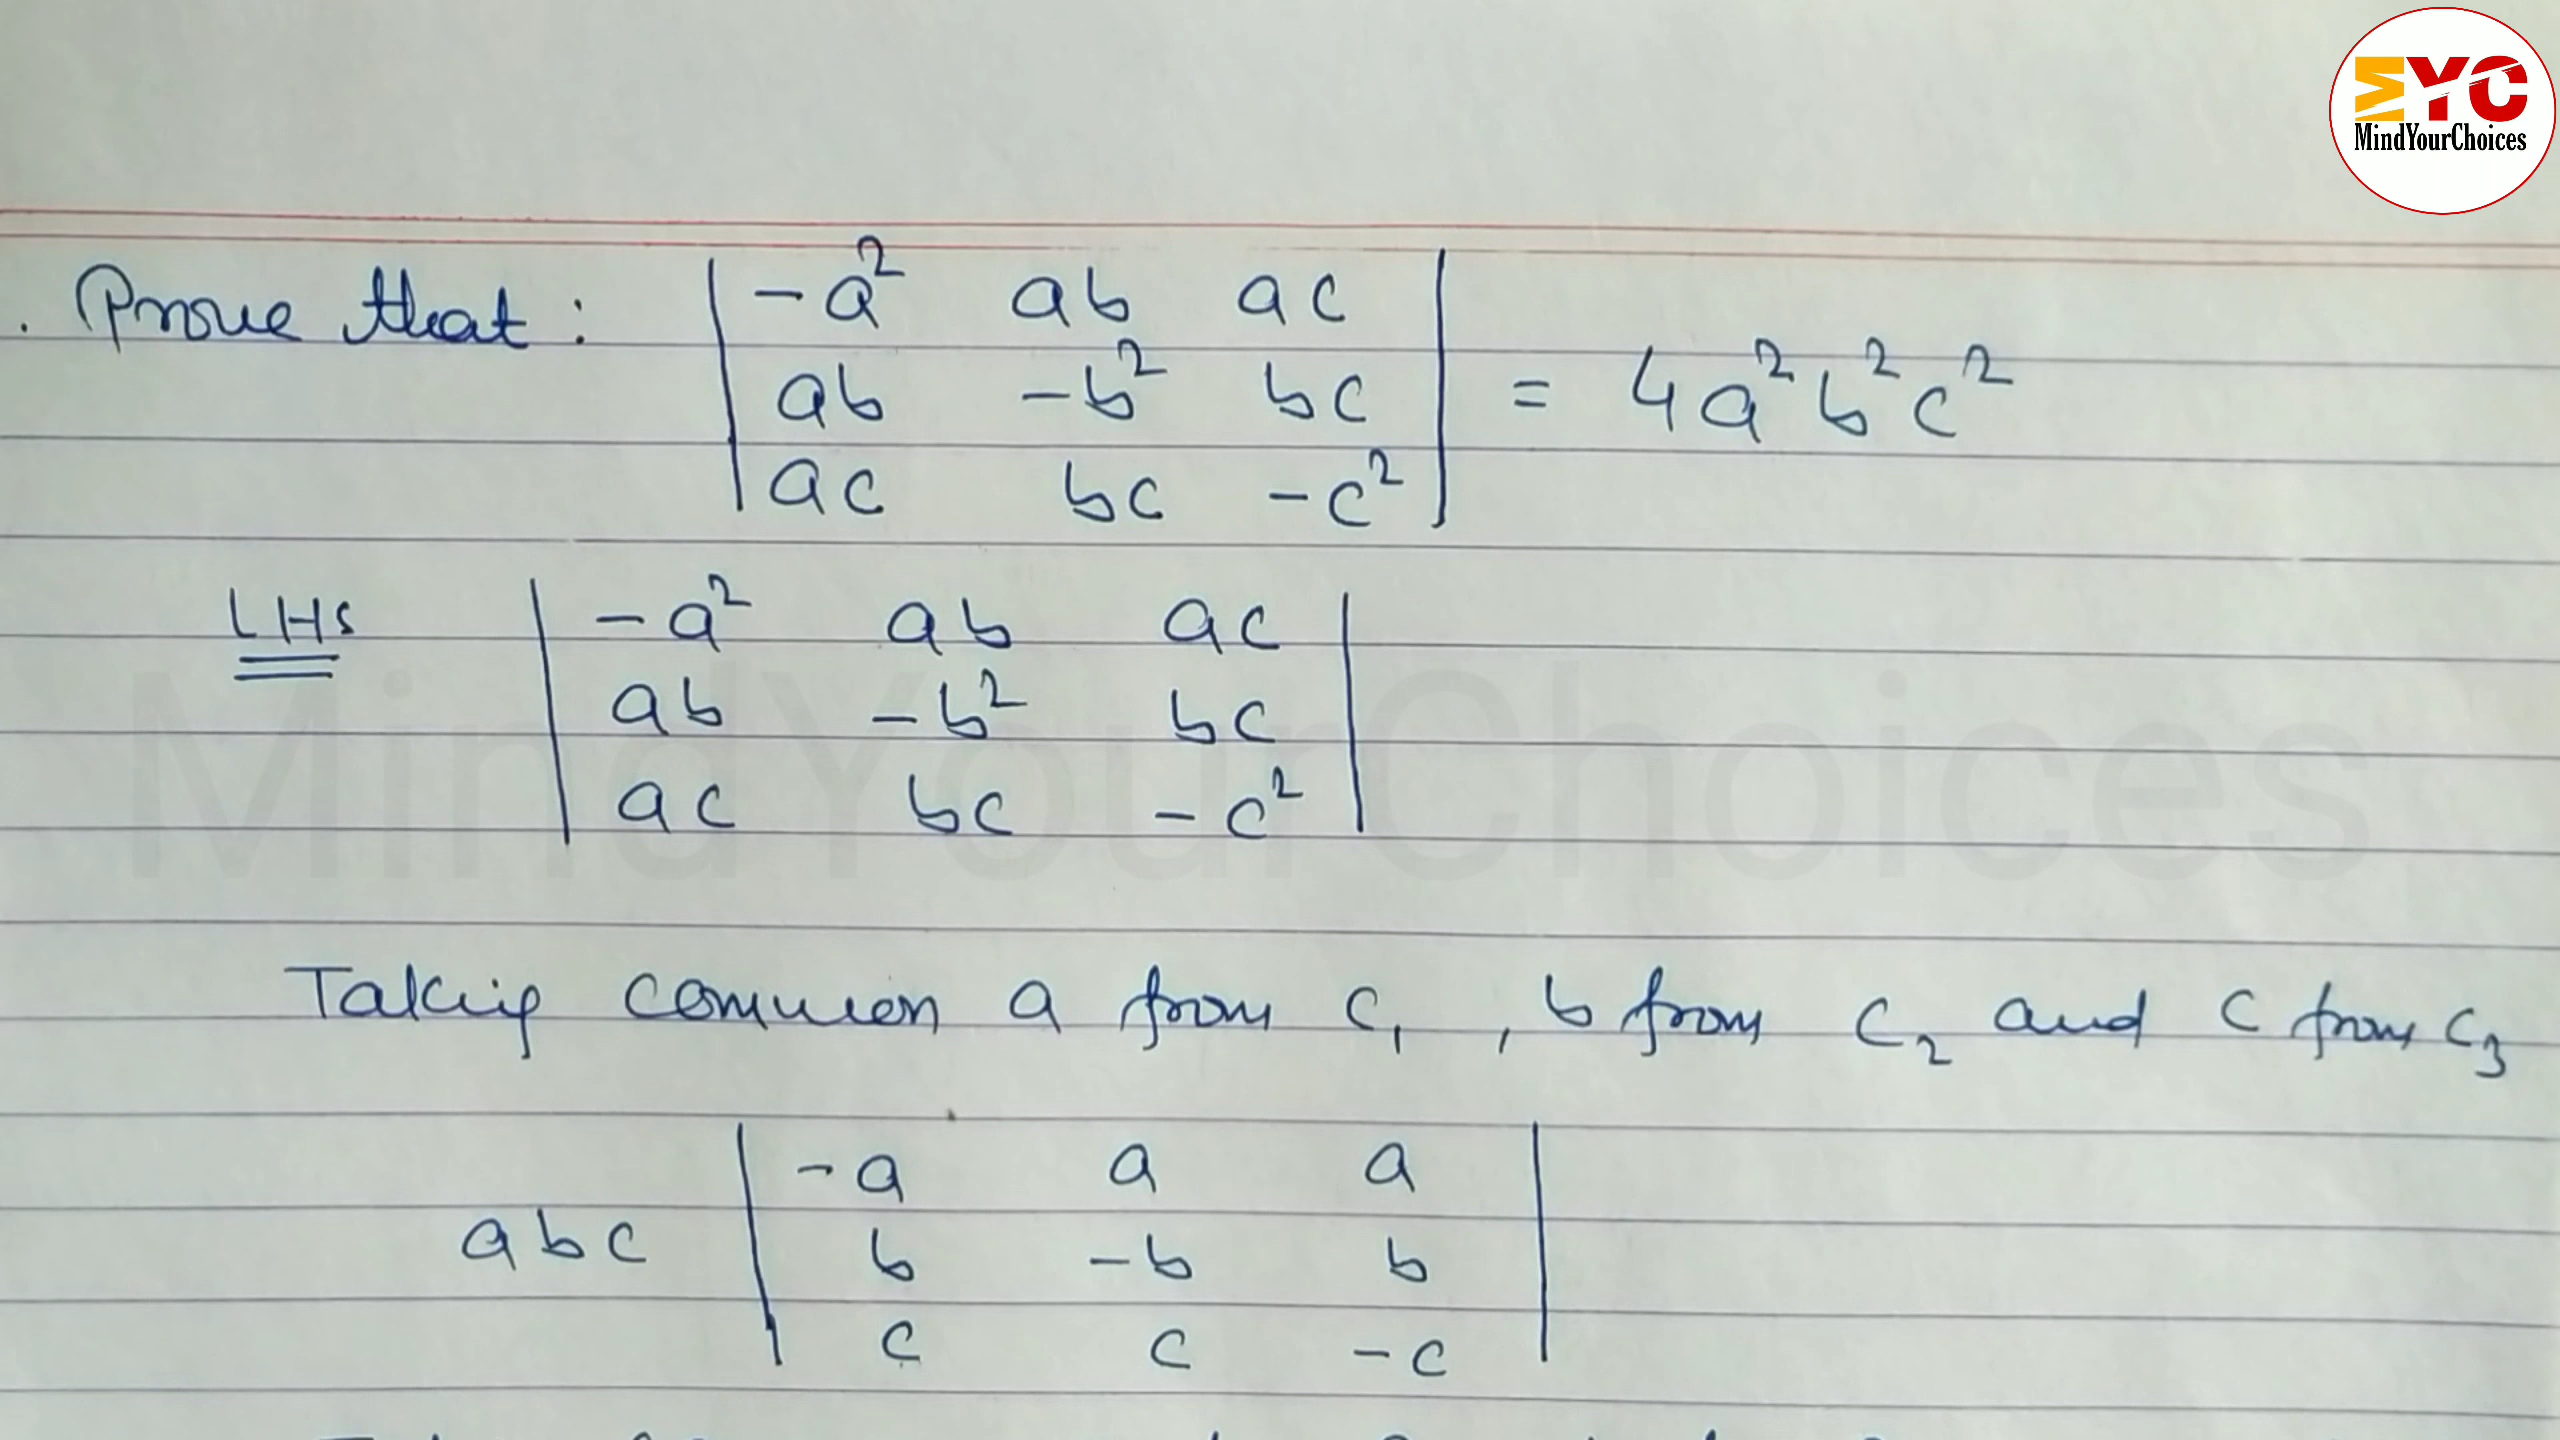 MYC
MindYourChoices
. Prove that: | -a² ab ac |
| ab -b² bc | = 4a²b²c²
| ac bc -c² |
LHS | -a² ab ac |
| ab -b² bc |
| ac bc -c² |
MindYourChoices
Taking common a from C₁, b from C₂ and c from C₃
| -a a a |
abc | b -b b |
| c c -c |